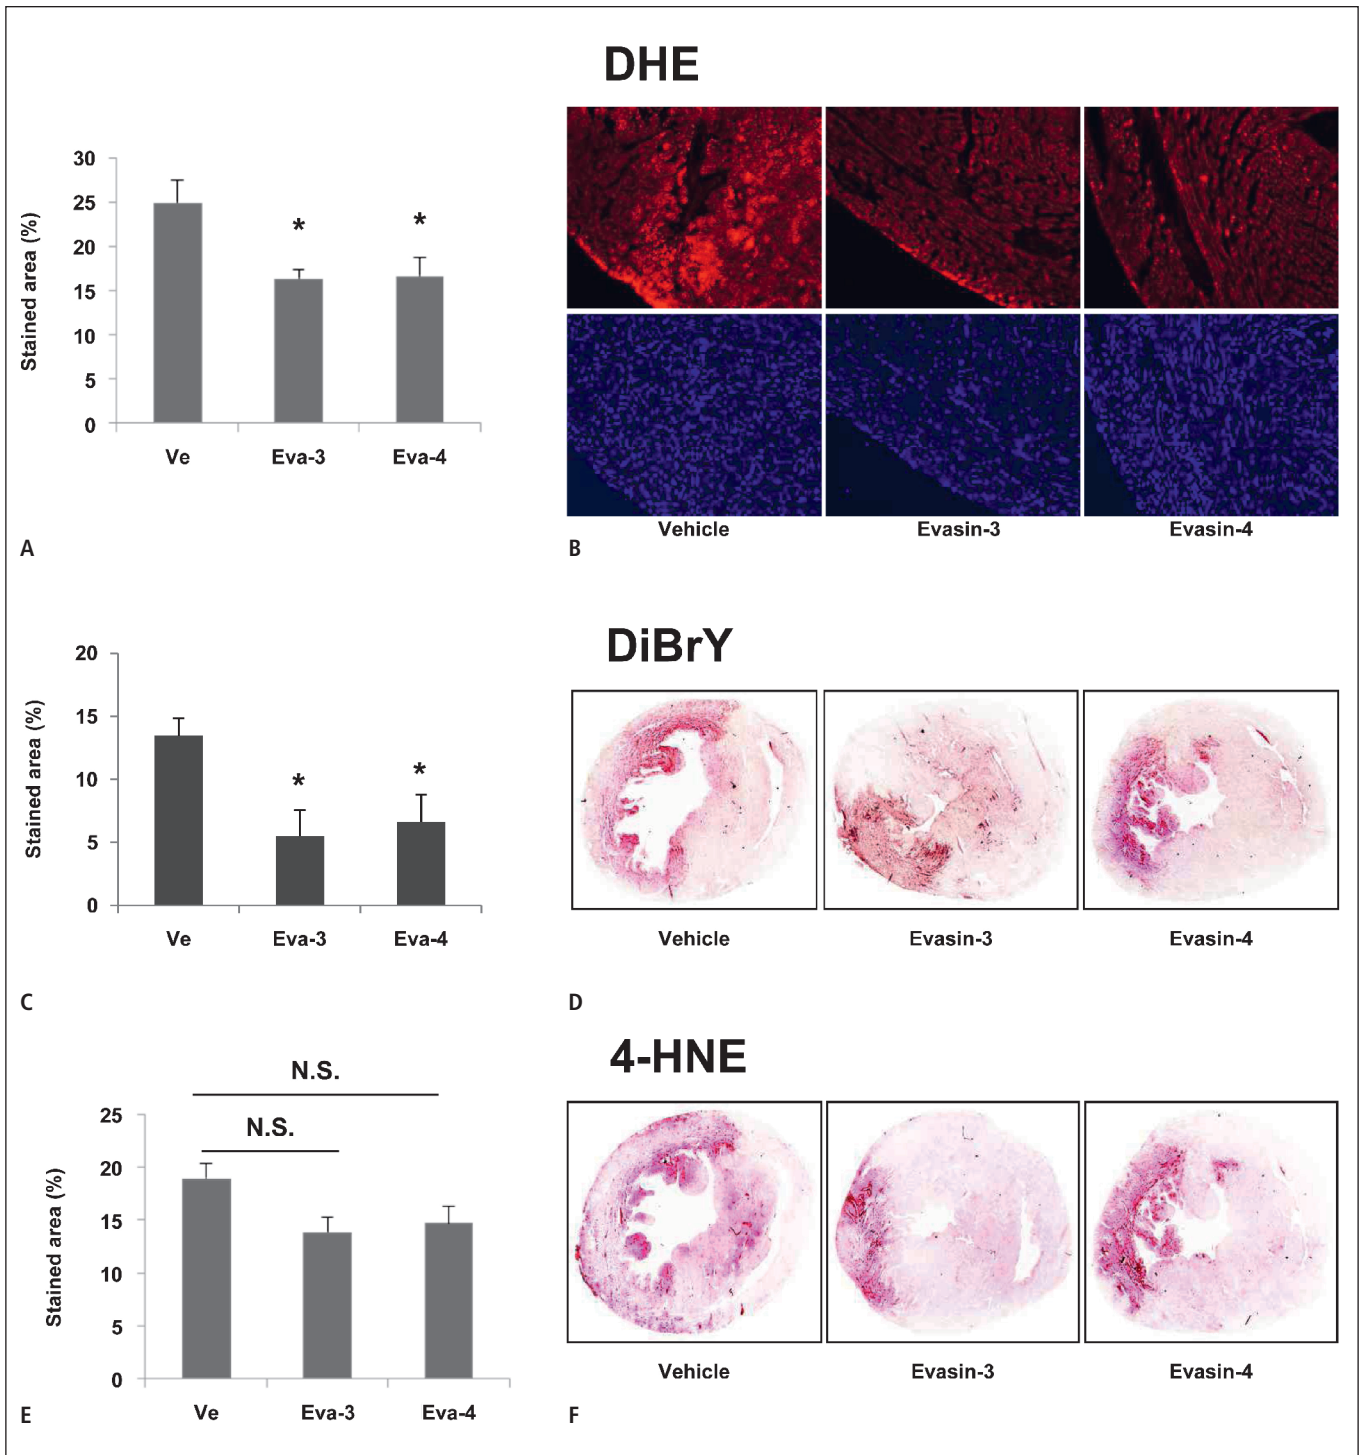 DHE
30
25
20
15
10
5
0
Stained area (%)
*
*
Ve Eva-3 Eva-4
Vehicle Evasin-3 Evasin-4
A
B
DiBrY
20
15
10
5
0
Stained area (%)
*
*
Ve Eva-3 Eva-4
Vehicle Evasin-3 Evasin-4
C
D
4-HNE
N.S.
N.S.
25
20
15
10
5
0
Stained area (%)
Ve Eva-3 Eva-4
Vehicle Evasin-3 Evasin-4
E
F